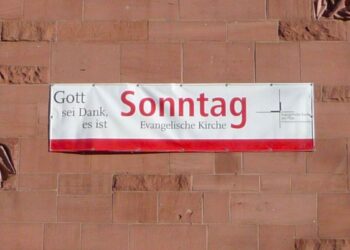 Gott
sei Dank,
es ist
Sonntag
Evangelische Kirche